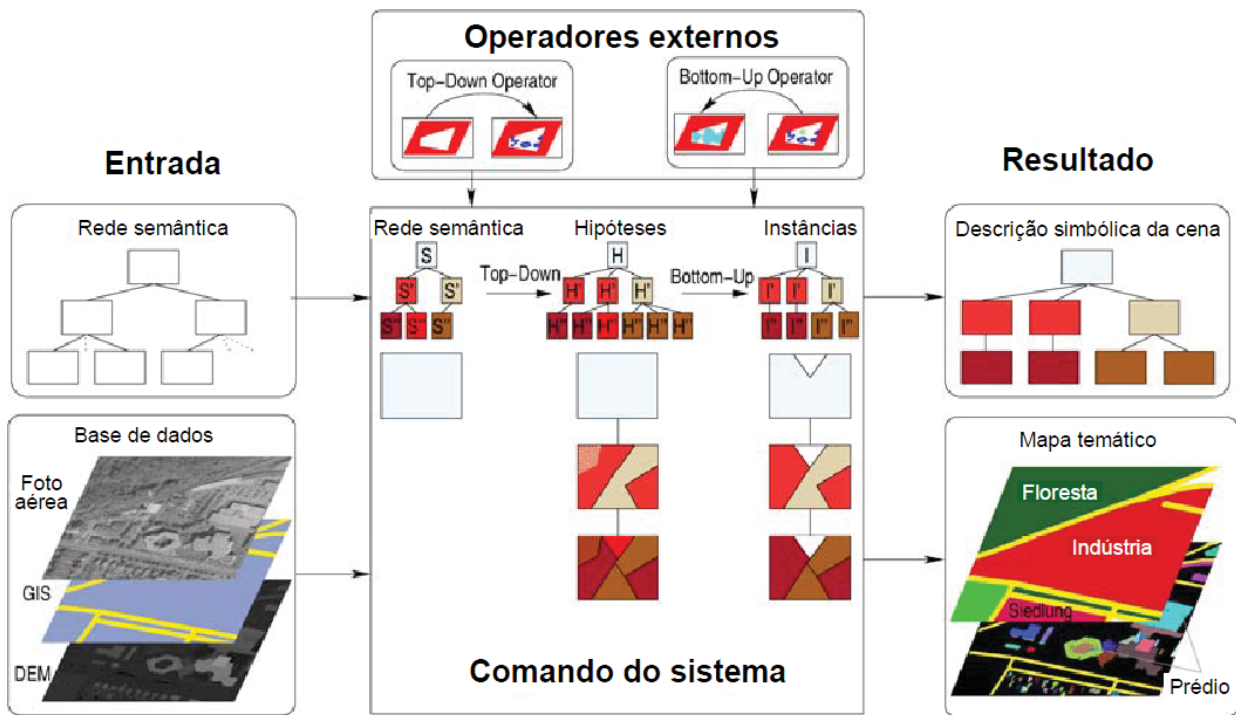 Operadores externos
Top-Down Operator
Bottom-Up Operator
Entrada
Resultado
Rede semântica
Rede semântica
Hipóteses
Instâncias
Descrição simbólica da cena
S
H
I
Top-Down
Bottom-Up
S' S'
H' H' H'
I' I' I'
S'' S'' S''
H'' H'' H'' H'' H'' H''
I'' I'' I'' I''
Base de dados
Foto
aérea
GIS
DEM
Mapa temático
Floresta
Indústria
Siedlung
Prédio
Comando do sistema